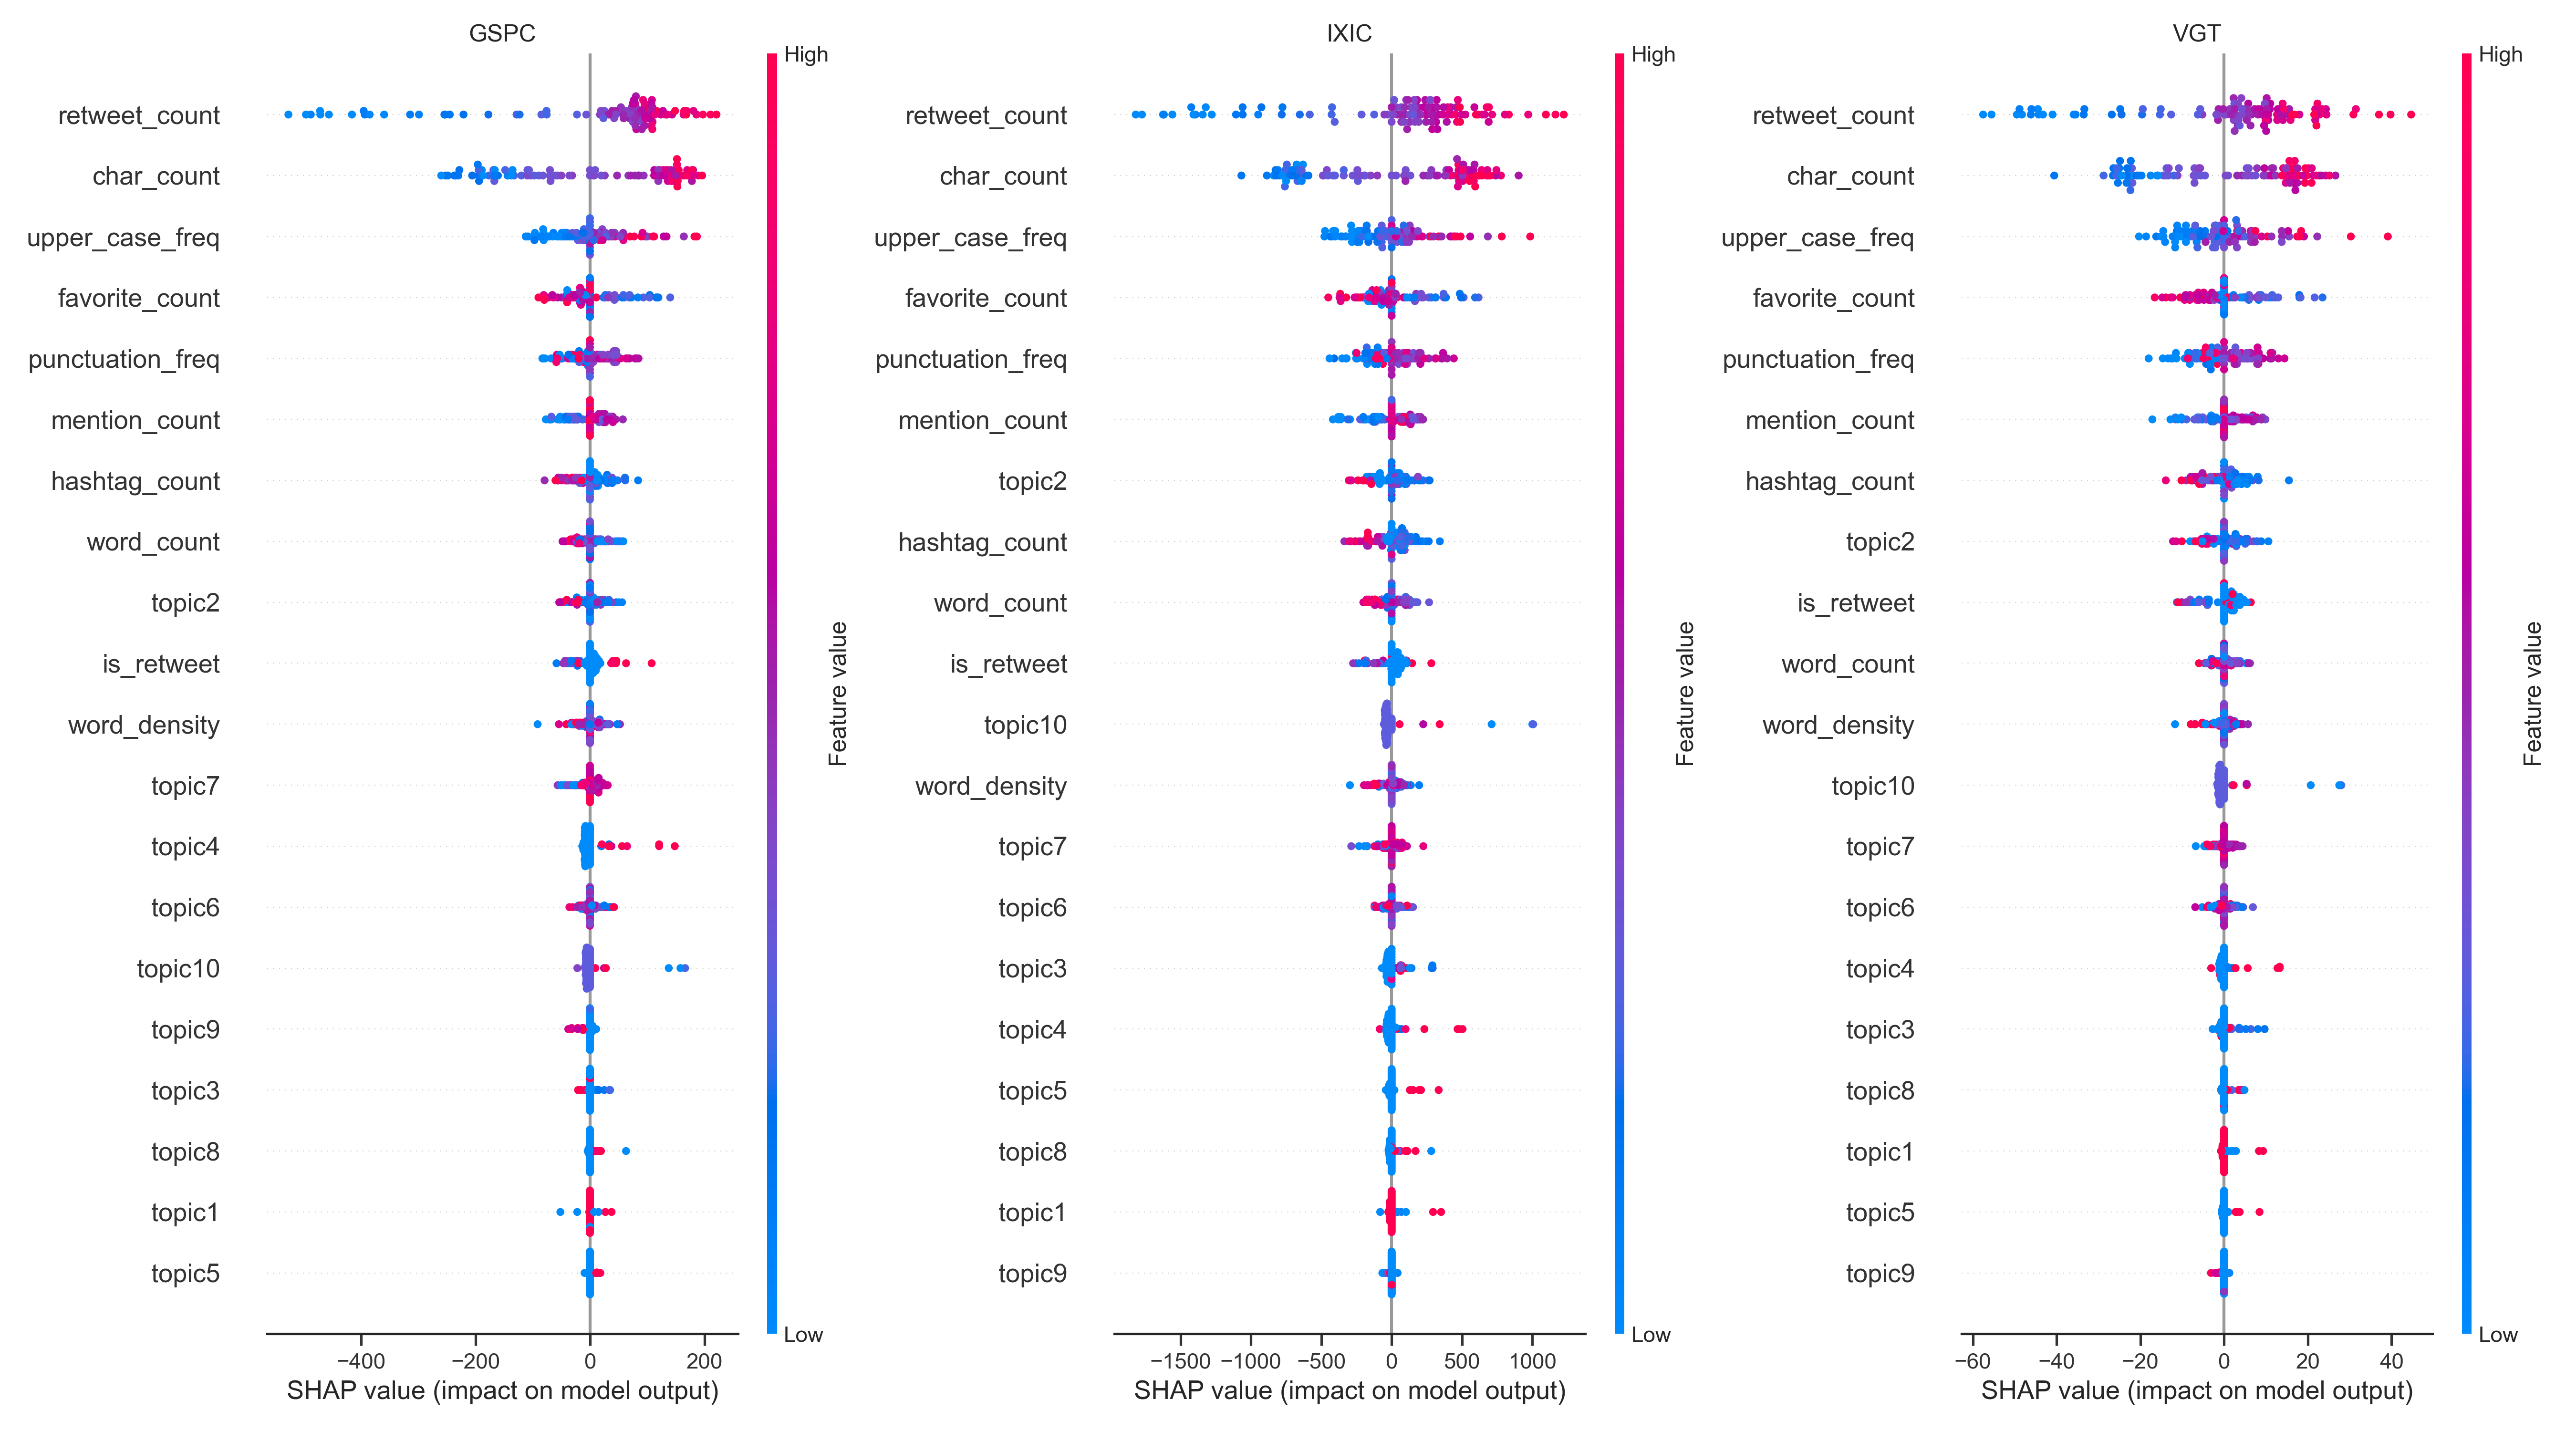 GSPC
High
retweet_count
char_count
upper_case_freq
favorite_count
punctuation_freq
mention_count
hashtag_count
word_count
topic2
is_retweet
word_density
topic7
topic4
topic6
topic10
topic9
topic3
topic8
topic1
topic5
Feature value
Low
−400 −200 0 200
SHAP value (impact on model output)
IXIC
High
retweet_count
char_count
upper_case_freq
favorite_count
punctuation_freq
mention_count
topic2
hashtag_count
word_count
is_retweet
topic10
word_density
topic7
topic6
topic3
topic4
topic5
topic8
topic1
topic9
Feature value
Low
−1500 −1000 −500 0 500 1000
SHAP value (impact on model output)
VGT
High
retweet_count
char_count
upper_case_freq
favorite_count
punctuation_freq
mention_count
hashtag_count
topic2
is_retweet
word_count
word_density
topic10
topic7
topic6
topic4
topic3
topic8
topic1
topic5
topic9
Feature value
Low
−60 −40 −20 0 20 40
SHAP value (impact on model output)